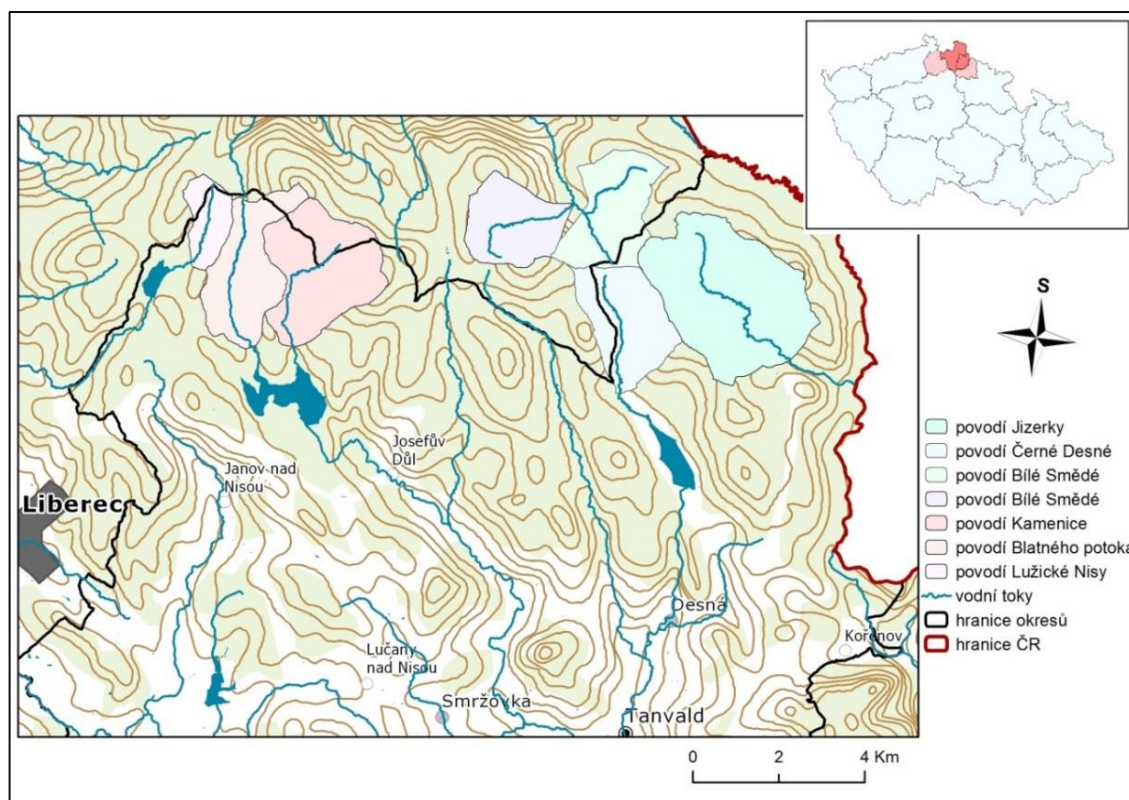 Josefův
Důl
Janov nad
Nisou
Liberec
Desná
Kořenov
Lučany
nad Nisou
Smržovka
Tanvald
S
povodí Jizerky
povodí Černé Desné
povodí Bílé Smědé
povodí Bílé Smědé
povodí Kamenice
povodí Blatného potoka
povodí Lužické Nisy
vodní toky
hranice okresů
hranice ČR
0 2 4 Km